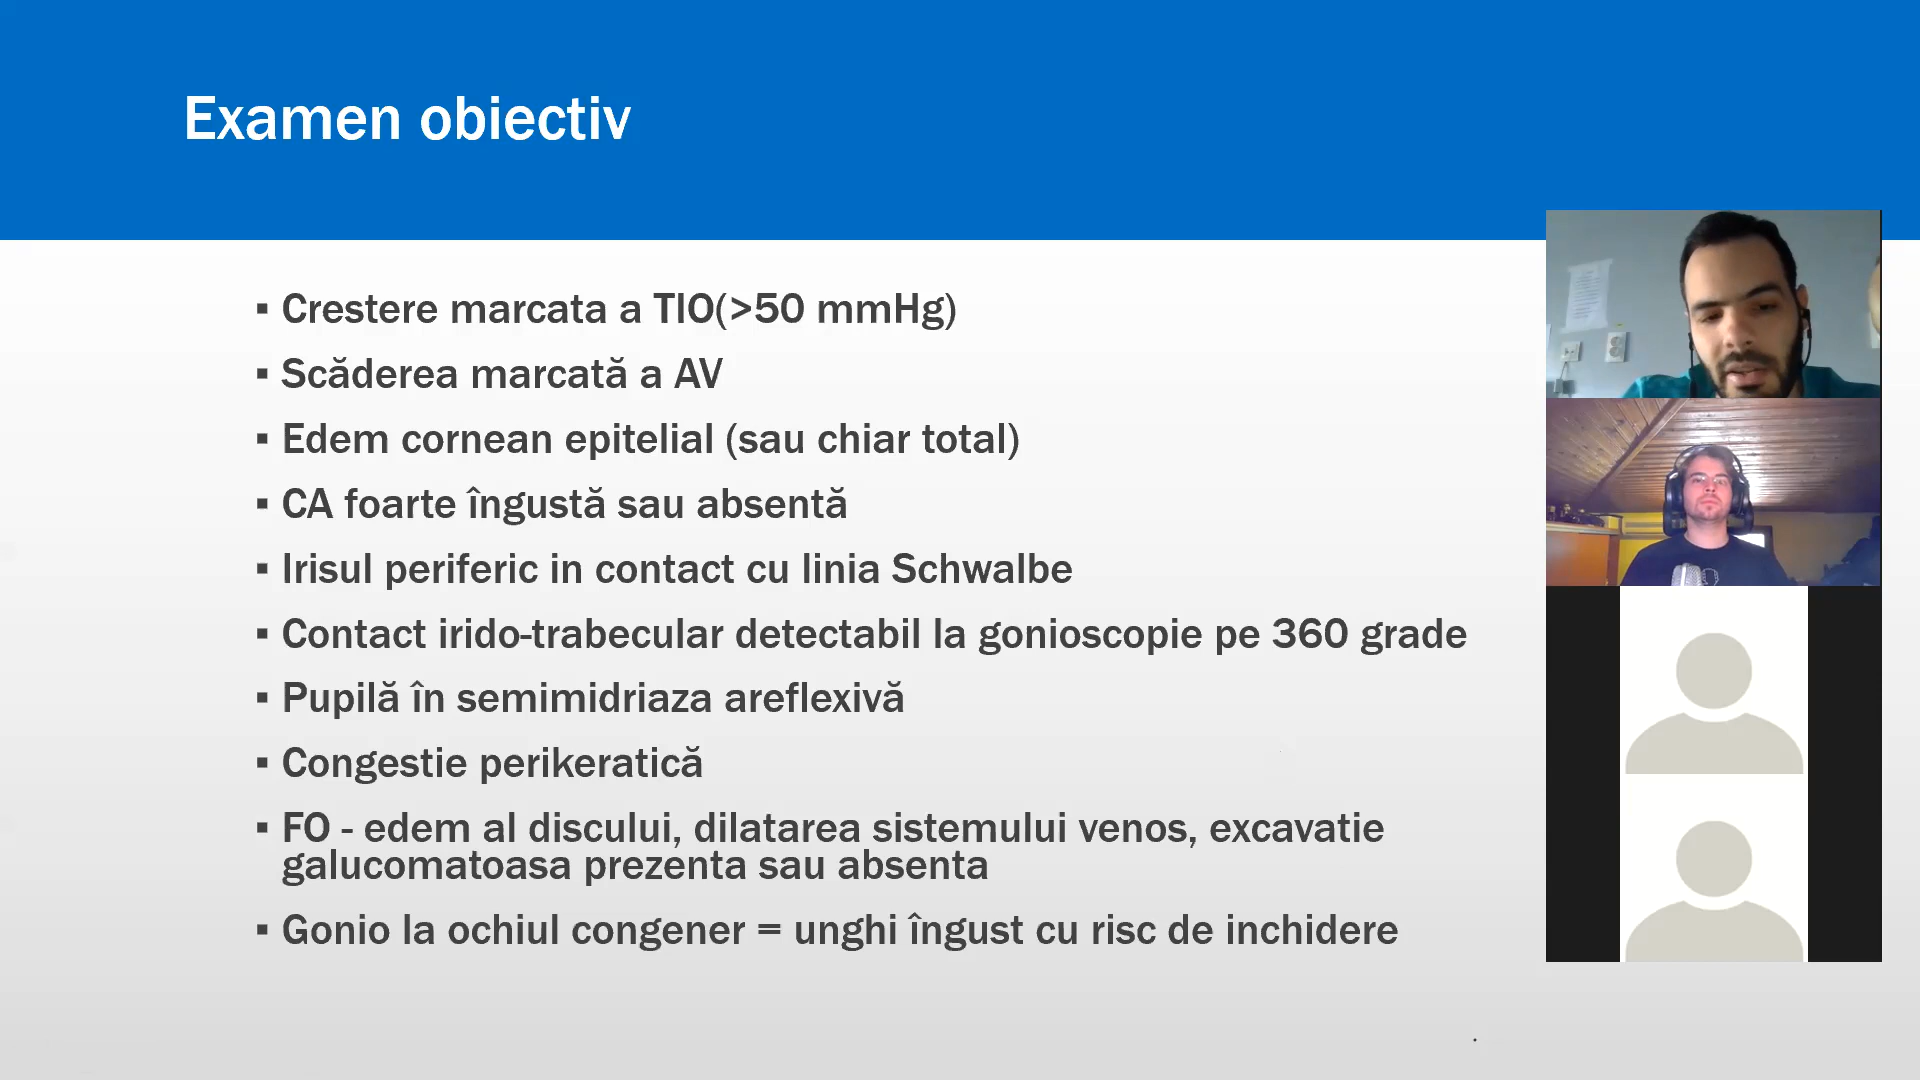 Examen obiectiv
▪ Crestere marcata a TIO(>50 mmHg)
▪ Scăderea marcată a AV
▪ Edem cornean epitelial (sau chiar total)
▪ CA foarte îngustă sau absentă
▪ Irisul periferic in contact cu linia Schwalbe
▪ Contact irido-trabecular detectabil la gonioscopie pe 360 grade
▪ Pupilă în semimidriaza areflexivă
▪ Congestie perikeratică
▪ FO - edem al discului, dilatarea sistemului venos, excavatie
galucomatoasa prezenta sau absenta
▪ Gonio la ochiul congener = unghi îngust cu risc de inchidere